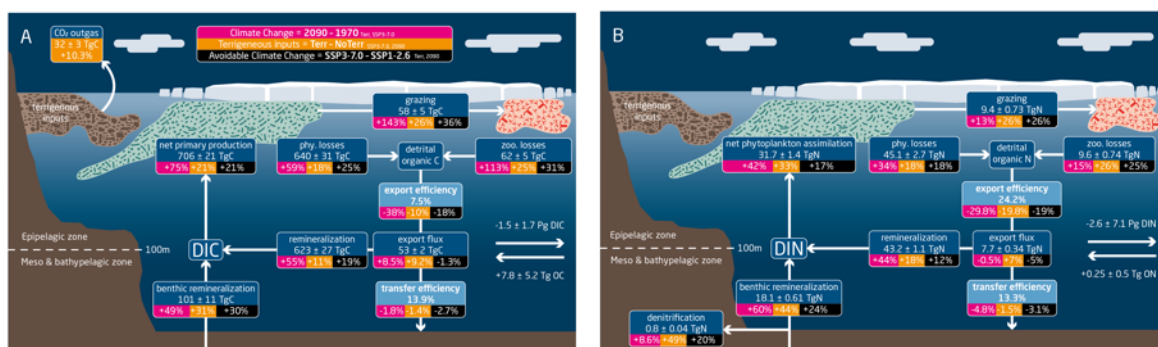 A
CO₂ outgas
32 ± 3 TgC
+10.3%
Climate Change = 2090 - 1970 Terr, SSP3-7.0
Terrigeneous inputs = Terr - NoTerr SSP3-7.0, 2090
Avoidable Climate Change = SSP3-7.0 - SSP1-2.6 Terr, 2090
terrigenous
inputs
grazing
58 ± 5 TgC
+143% +26% +36%
net primary production
706 ± 21 TgC
+75% +21% +21%
phy. losses
640 ± 31 TgC
+59% +18% +25%
detrital
organic C
zoo. losses
62 ± 5 TgC
+113% +25% +31%
export efficiency
7.5%
-38% -10% -18%
-1.5 ± 1.7 Pg DIC
+7.8 ± 5.2 Tg OC
Epipelagic zone
100m
Meso & bathypelagic zone
DIC
remineralization
623 ± 27 TgC
+55% +11% +19%
export flux
53 ± 2 TgC
+8.5% +9.2% -1.3%
benthic remineralization
101 ± 11 TgC
+49% +31% +30%
transfer efficiency
13.9%
-1.8% -1.4% -2.7%
B
terrigenous
inputs
grazing
9.4 ± 0.73 TgN
+13% +26% +26%
net phytoplankton assimilation
31.7 ± 1.4 TgN
+42% +33% +17%
phy. losses
45.1 ± 2.7 TgN
+34% +18% +18%
detrital
organic N
zoo. losses
9.6 ± 0.74 TgN
+15% +26% +25%
export efficiency
24.2%
-29.8% -19.8% -19%
-2.6 ± 7.1 Pg DIN
+0.25 ± 0.5 Tg ON
Epipelagic zone
100m
Meso & bathypelagic zone
DIN
remineralization
43.2 ± 1.1 TgN
+44% +18% +12%
export flux
7.7 ± 0.34 TgN
-0.5% +7% -5%
benthic remineralization
18.1 ± 0.61 TgN
+60% +44% +24%
transfer efficiency
13.3%
-4.8% 1.5% -3.1%
denitrification
0.8 ± 0.04 TgN
+8.6% +49% +20%